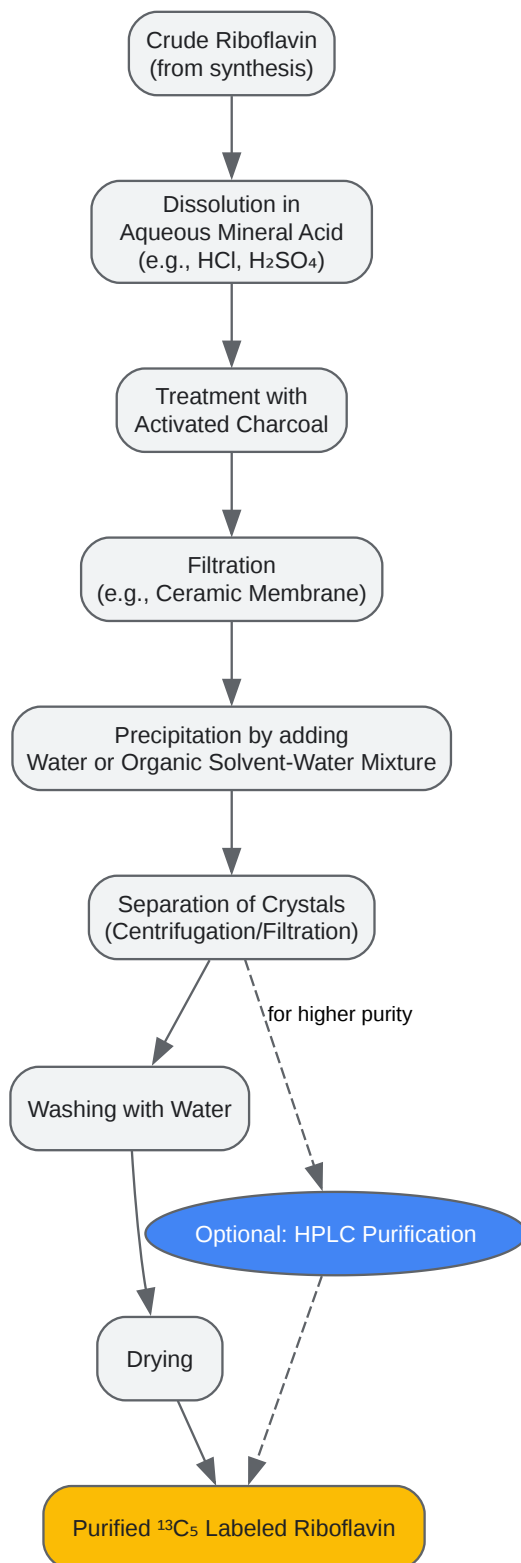 Crude Riboflavin
(from synthesis)
Dissolution in
Aqueous Mineral Acid
(e.g., HCl, H₂SO₄)
Treatment with
Activated Charcoal
Filtration
(e.g., Ceramic Membrane)
Precipitation by adding
Water or Organic Solvent-Water Mixture
Separation of Crystals
(Centrifugation/Filtration)
for higher purity
Washing with Water
Optional: HPLC Purification
Drying
Purified ¹³C₅ Labeled Riboflavin